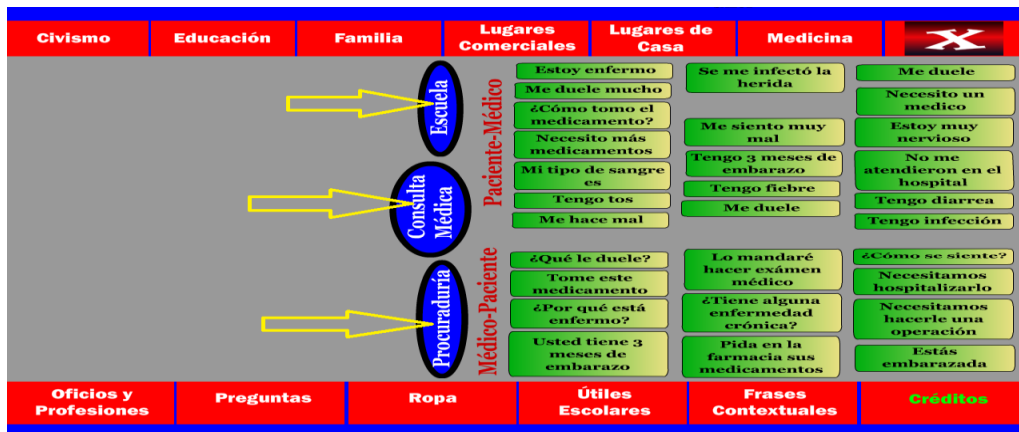 Civismo
Educación
Familia
Lugares
Comerciales
Lugares de
Casa
Medicina
X
Escuela
Consulta
Médica
Procuraduría
Paciente-Médico
Estoy enfermo
Me duele mucho
¿Cómo tomo el
medicamento?
Necesito más
medicamentos
Mi tipo de sangre
es
Tengo tos
Me hace mal
Se me infectó la
herida
Me siento muy
mal
Tengo 3 meses de
embarazo
Tengo fiebre
Me duele
Me duele
Necesito un
medico
Estoy muy
nervioso
No me
atendieron en el
hospital
Tengo diarrea
Tengo infección
Médico-Paciente
¿Qué le duele?
Tome este
medicamento
¿Por qué está
enfermo?
Usted tiene 3
meses de
embarazo
Lo mandaré
hacer exámen
médico
¿Tiene alguna
enfermedad
crónica?
Pida en la
farmacia sus
medicamentos
¿Cómo se siente?
Necesitamos
hospitalizarlo
Necesitamos
hacerle una
operación
Estás
embarazada
Oficios y
Profesiones
Preguntas
Ropa
Útiles
Escolares
Frases
Contextuales
Créditos